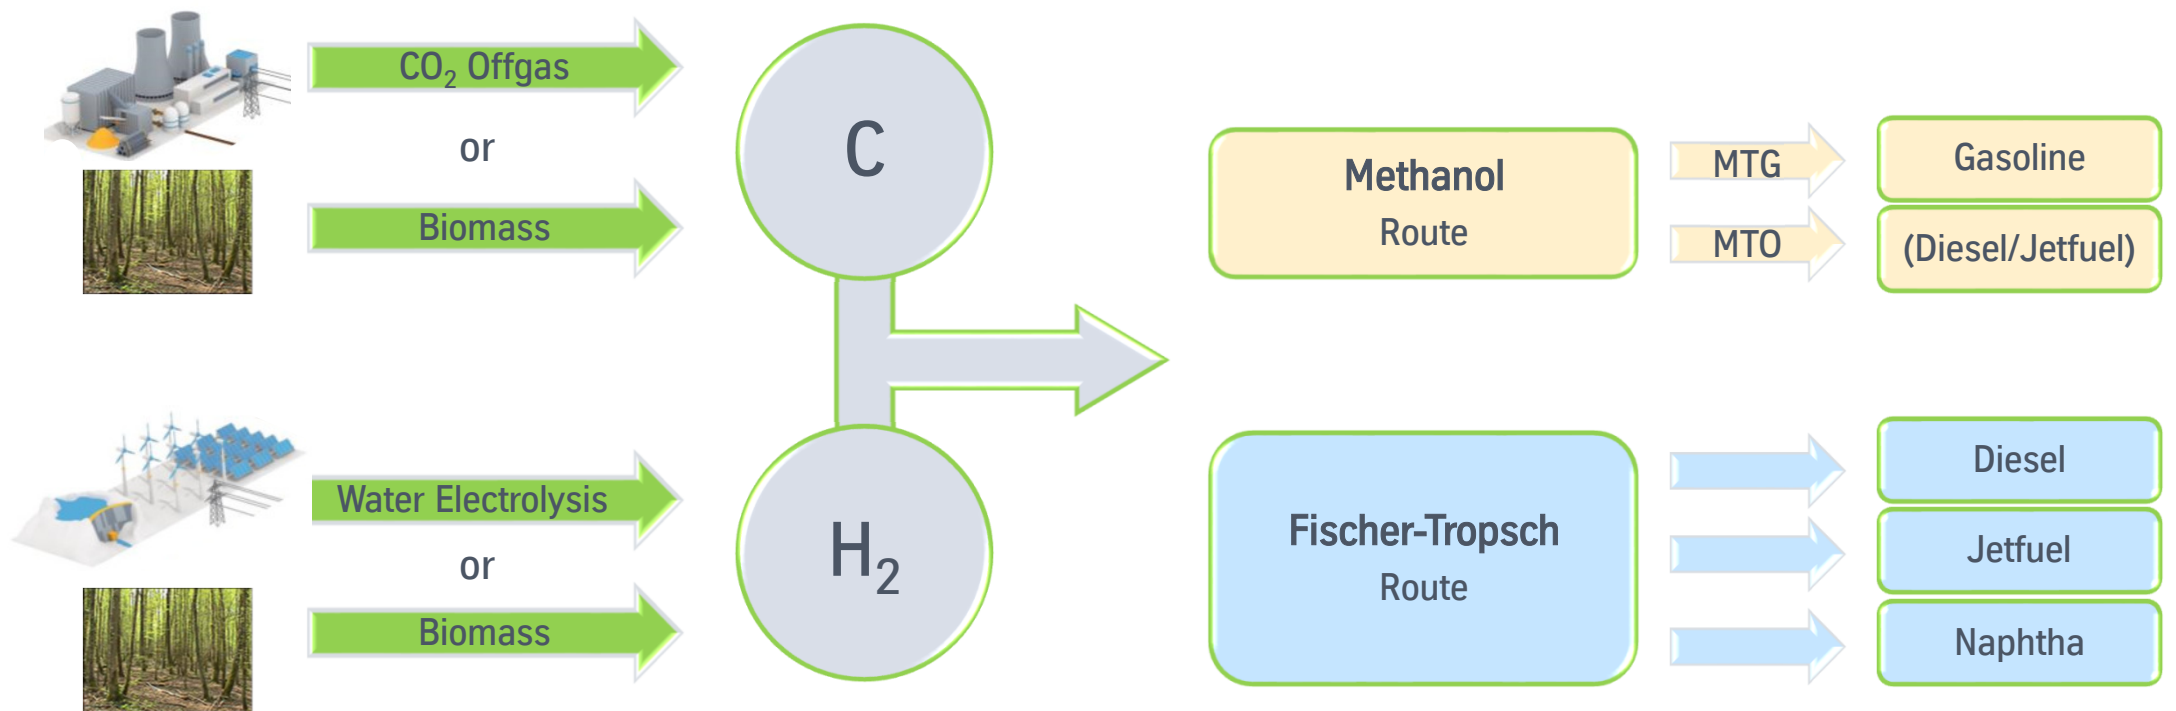 CO₂ Offgas
or
Biomass
C
Water Electrolysis
or
Biomass
H₂
Methanol
Route
MTG
Gasoline
MTO
(Diesel/Jetfuel)
Fischer-Tropsch
Route
Diesel
Jetfuel
Naphtha